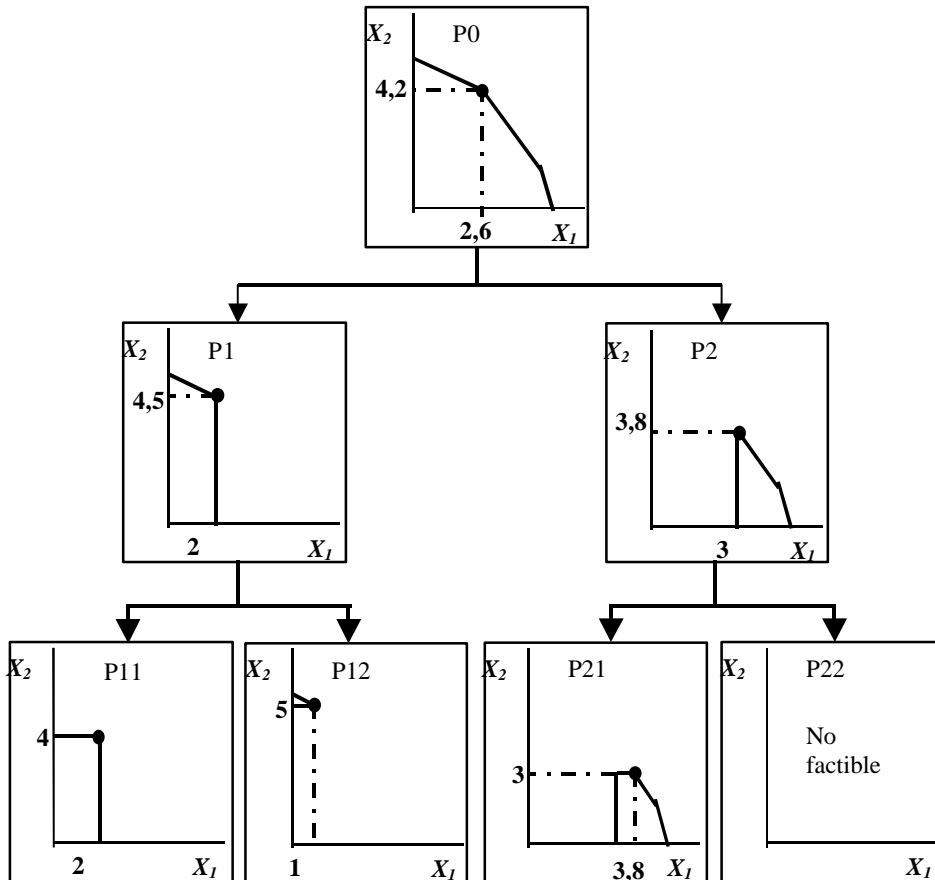 P0
X₂
4,2
2,6
X₁
P1
X₂
4,5
2
X₁
P2
X₂
3,8
3
X₁
P11
X₂
4
2
X₁
P12
X₂
5
1
X₁
P21
X₂
3
3,8
X₁
P22
X₂
No
factible
X₁